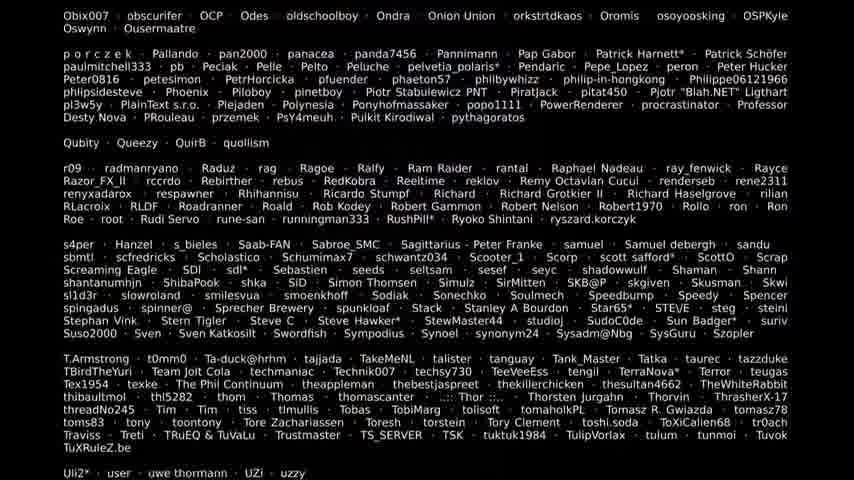 Obix007 · obscurifer · OCP · Odes · oldschoolboy · Ondra · Onion Union · orkstrtdkaos · Oromis · osoyoosking · OSPKyle
Oswynn · Ousermaatre
p o r c z e k · Pallando · pan2000 · panacea · panda7456 · Pannimann · Pap Gabor · Patrick Harnett* · Patrick Schöfer
paulmitchell333 · pb · Peciak · Pelle · Pelto · Peluche · pelvetia_polaris* · Pendaric · Pepe_Lopez · peron · Peter Hucker
Peter0816 · petesimon · PetrHorcicka · pfuender · phaeton57 · philbywhizz · philip-in-hongkong · Philippe06121966
phlipsidesteve · Phoenix · Piloboy · pinetboy · Piotr Stabulewicz PNT · PiratJack · pitat450 · Pjotr "Blah.NET" Ligthart
pl3w5y · PlainText s.r.o. · Plejaden · Polynesia · Ponyhofmassaker · popo1111 · PowerRenderer · procrastinator · Professor
Desty Nova · PRouleau · przemek · PsY4meuh · Pulkit Kirodiwal · pythagoratos
Qubity · Queezy · QuirB · quollism
r09 · radmanryano · Raduz · rag · Ragoe · Ralfy · Ram Raider · rantal · Raphael Nadeau · ray_fenwick · Rayce
Razor_FX_II · rccrdo · Rebirther · rebus · RedKobra · Reeltime · reklov · Remy Octavian Cucul · renderseb · rene2311
renyxadarox · respawner · Rhihannisu · Ricardo Stumpf · Richard · Richard Grotkier II · Richard Haselgrove · rilian
RLacroix · RLDF · Roadranner · Roald · Rob Kodey · Robert Gammon · Robert Nelson · Robert1970 · Rollo · ron · Ron
Roe · root · Rudi Servo · rune-san · runningman333 · RushPill* · Ryoko Shintani · ryszard.korczyk
s4per · Hanzel · s_bieles · Saab-FAN · Sabroe_SMC · Sagittarius - Peter Franke · samuel · Samuel debergh · sandu
sbmtl · scfredricks · Scholastico · Schumimax7 · schwantz034 · Scooter_1 · Scorp · scott safford* · ScottO · Scrap
Screaming Eagle · SDI · sdl* · Sebastien · seeds · seltsam · sesef · seyc · shadowwulf · Shaman · Shann
shantanumhjn · ShibaPook · shka · SiD · Simon Thomsen · Simulz · SirMitten · SKB@P · skgiven · Skusman · Skwi
sl1d3r · slowroland · smilesvua · smoenkhoff · Sodiak · Sonechko · Soulmech · Speedbump · Speedy · Spencer
spingadus · spinner@ · Sprecher Brewery · spunkloaf · Stack · Stanley A Bourdon · Star65* · STE\/E · steg · steini
Stephan Vink · Stern Tigler · Steve C · Steve Hawker* · StewMaster44 · studioj · SudoC0de · Sun Badger* · suriv
Suso2000 · Sven · Sven Katkosilt · Swordfish · Sympodius · Synoel · synonym24 · Sysadm@Nbg · SysGuru · Szopler
T.Armstrong · t0mm0 · Ta-duck@hrhm · tajjada · TakeMeNL · talister · tanguay · Tank_Master · Tatka · taurec · tazzduke
TBirdTheYuri · Team Jolt Cola · techmaniac · Technik007 · techsy730 · TeeVeeEss · tengil · TerraNova* · Terror · teugas
Tex1954 · texke · The Phil Continuum · theappleman · thebestjaspreet · thekillerchicken · thesultan4662 · TheWhiteRabbit
thibaultmol · thl5282 · thom · Thomas · thomascanter · ..:: Thor ::.. · Thorsten Jurgahn · Thorvin · ThrasherX-17
threadNo245 · Tim · Tim · tiss · tlmullis · Tobas · TobiMarg · tolisoft · tomaholkPL · Tomasz R. Gwiazda · tomasz78
toms83 · tony · toontony · Tore Zachariassen · Toresh · torstein · Tory Clement · toshi.soda · ToXiCalien68 · tr0ach
Traviss · Treti · TRuEQ & TuVaLu · Trustmaster · TS_SERVER · TSK · tuktuk1984 · TulipVorlax · tulum · tunmoi · Tuvok
TuXRuleZ.be
Uli2* · user · uwe thormann · UZi · uzzy